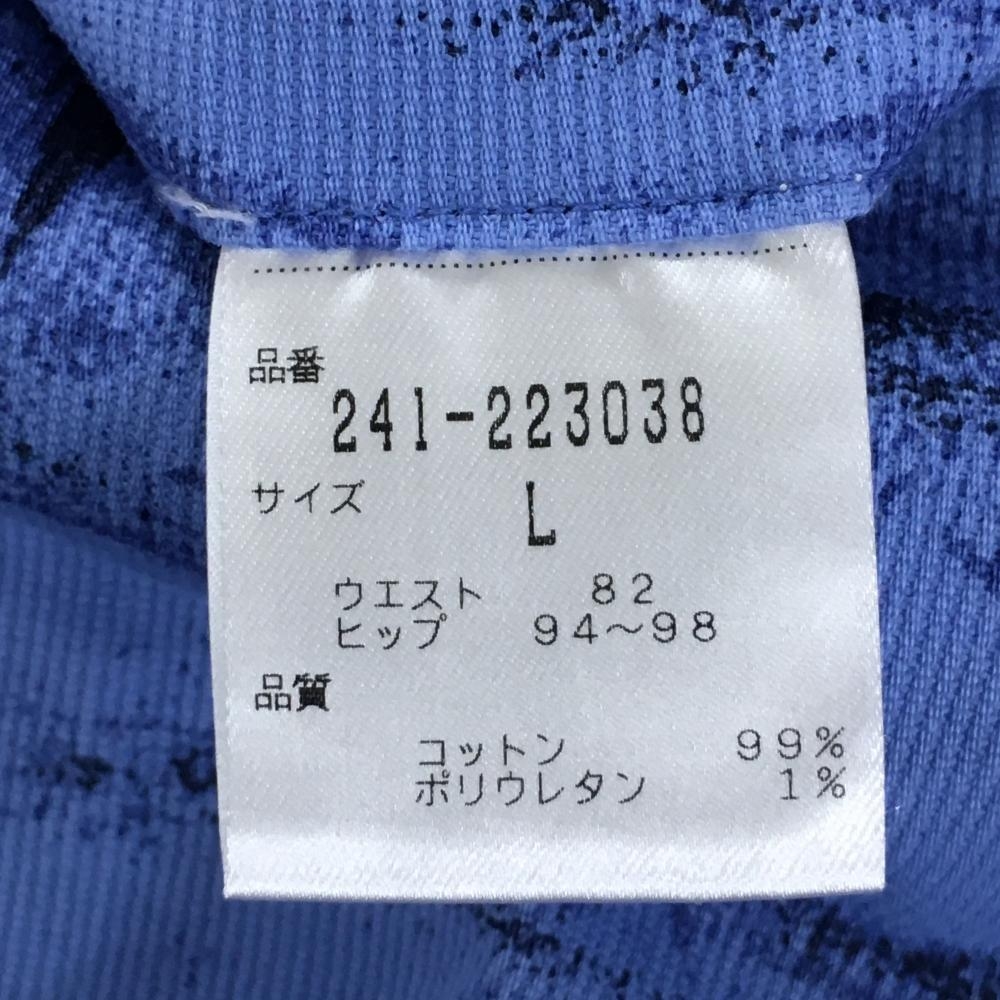 品番
241-223038
サイズ L
ウエスト 82
ヒップ 94～98
品質
コットン 99%
ポリウレタン 1%